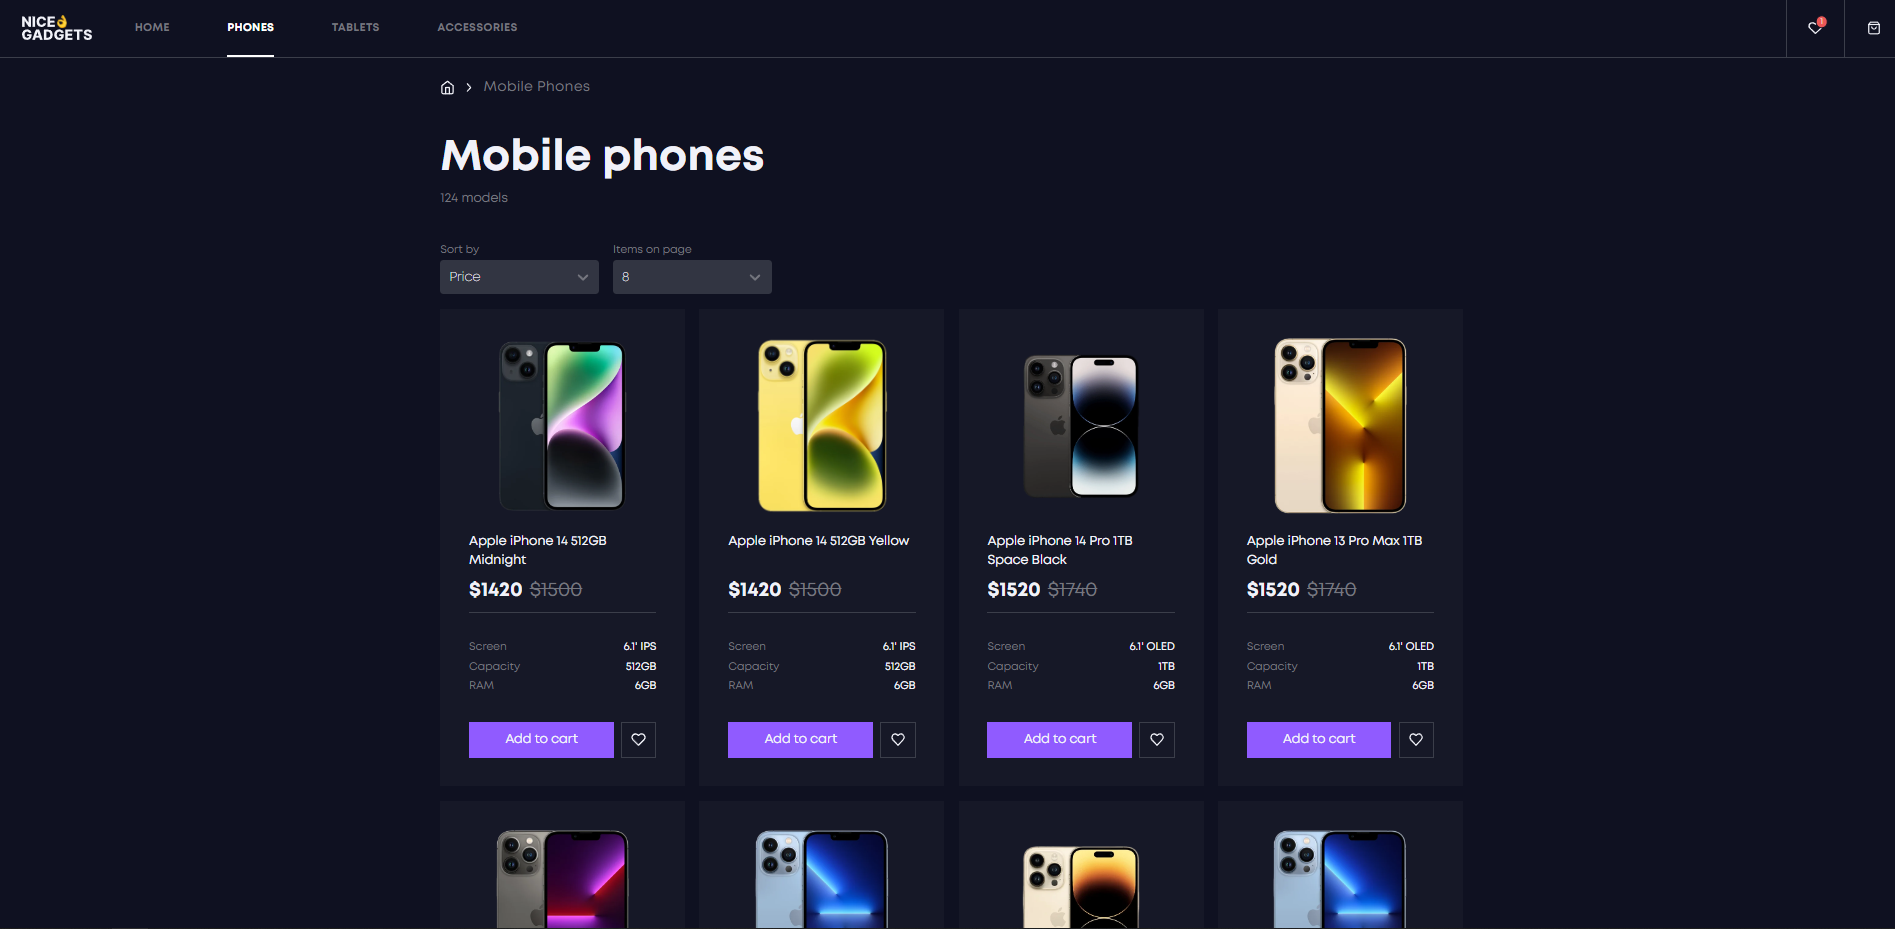 NICE👌
GADGETS
HOME
PHONES
TABLETS
ACCESSORIES
1
Mobile Phones
Mobile phones
124 models
Sort by
Items on page
Price
8
Apple iPhone 14 512GB
Midnight
$1420 $1500
Screen 6.1' IPS
Capacity 512GB
RAM 6GB
Add to cart
Apple iPhone 14 512GB Yellow
$1420 $1500
Screen 6.1' IPS
Capacity 512GB
RAM 6GB
Add to cart
Apple iPhone 14 Pro 1TB
Space Black
$1520 $1740
Screen 6.1' OLED
Capacity 1TB
RAM 6GB
Add to cart
Apple iPhone 13 Pro Max 1TB
Gold
$1520 $1740
Screen 6.1' OLED
Capacity 1TB
RAM 6GB
Add to cart